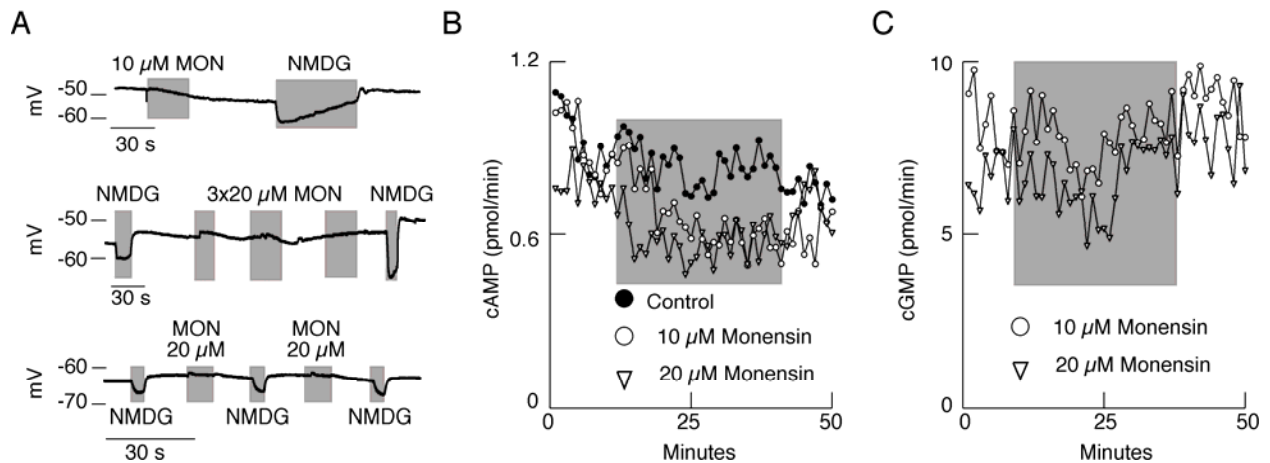 A
10 µM MON
NMDG
mV
-50
-60
30 s
NMDG
3x20 µM MON
NMDG
mV
-50
-60
30 s
MON
20 µM
MON
20 µM
mV
-60
-70
NMDG
NMDG
NMDG
30 s
B
1.2
0.6
0
cAMP (pmol/min)
Control
10 µM Monensin
20 µM Monensin
0
25
50
Minutes
C
10
5
0
cGMP (pmol/min)
10 µM Monensin
20 µM Monensin
0
25
50
Minutes